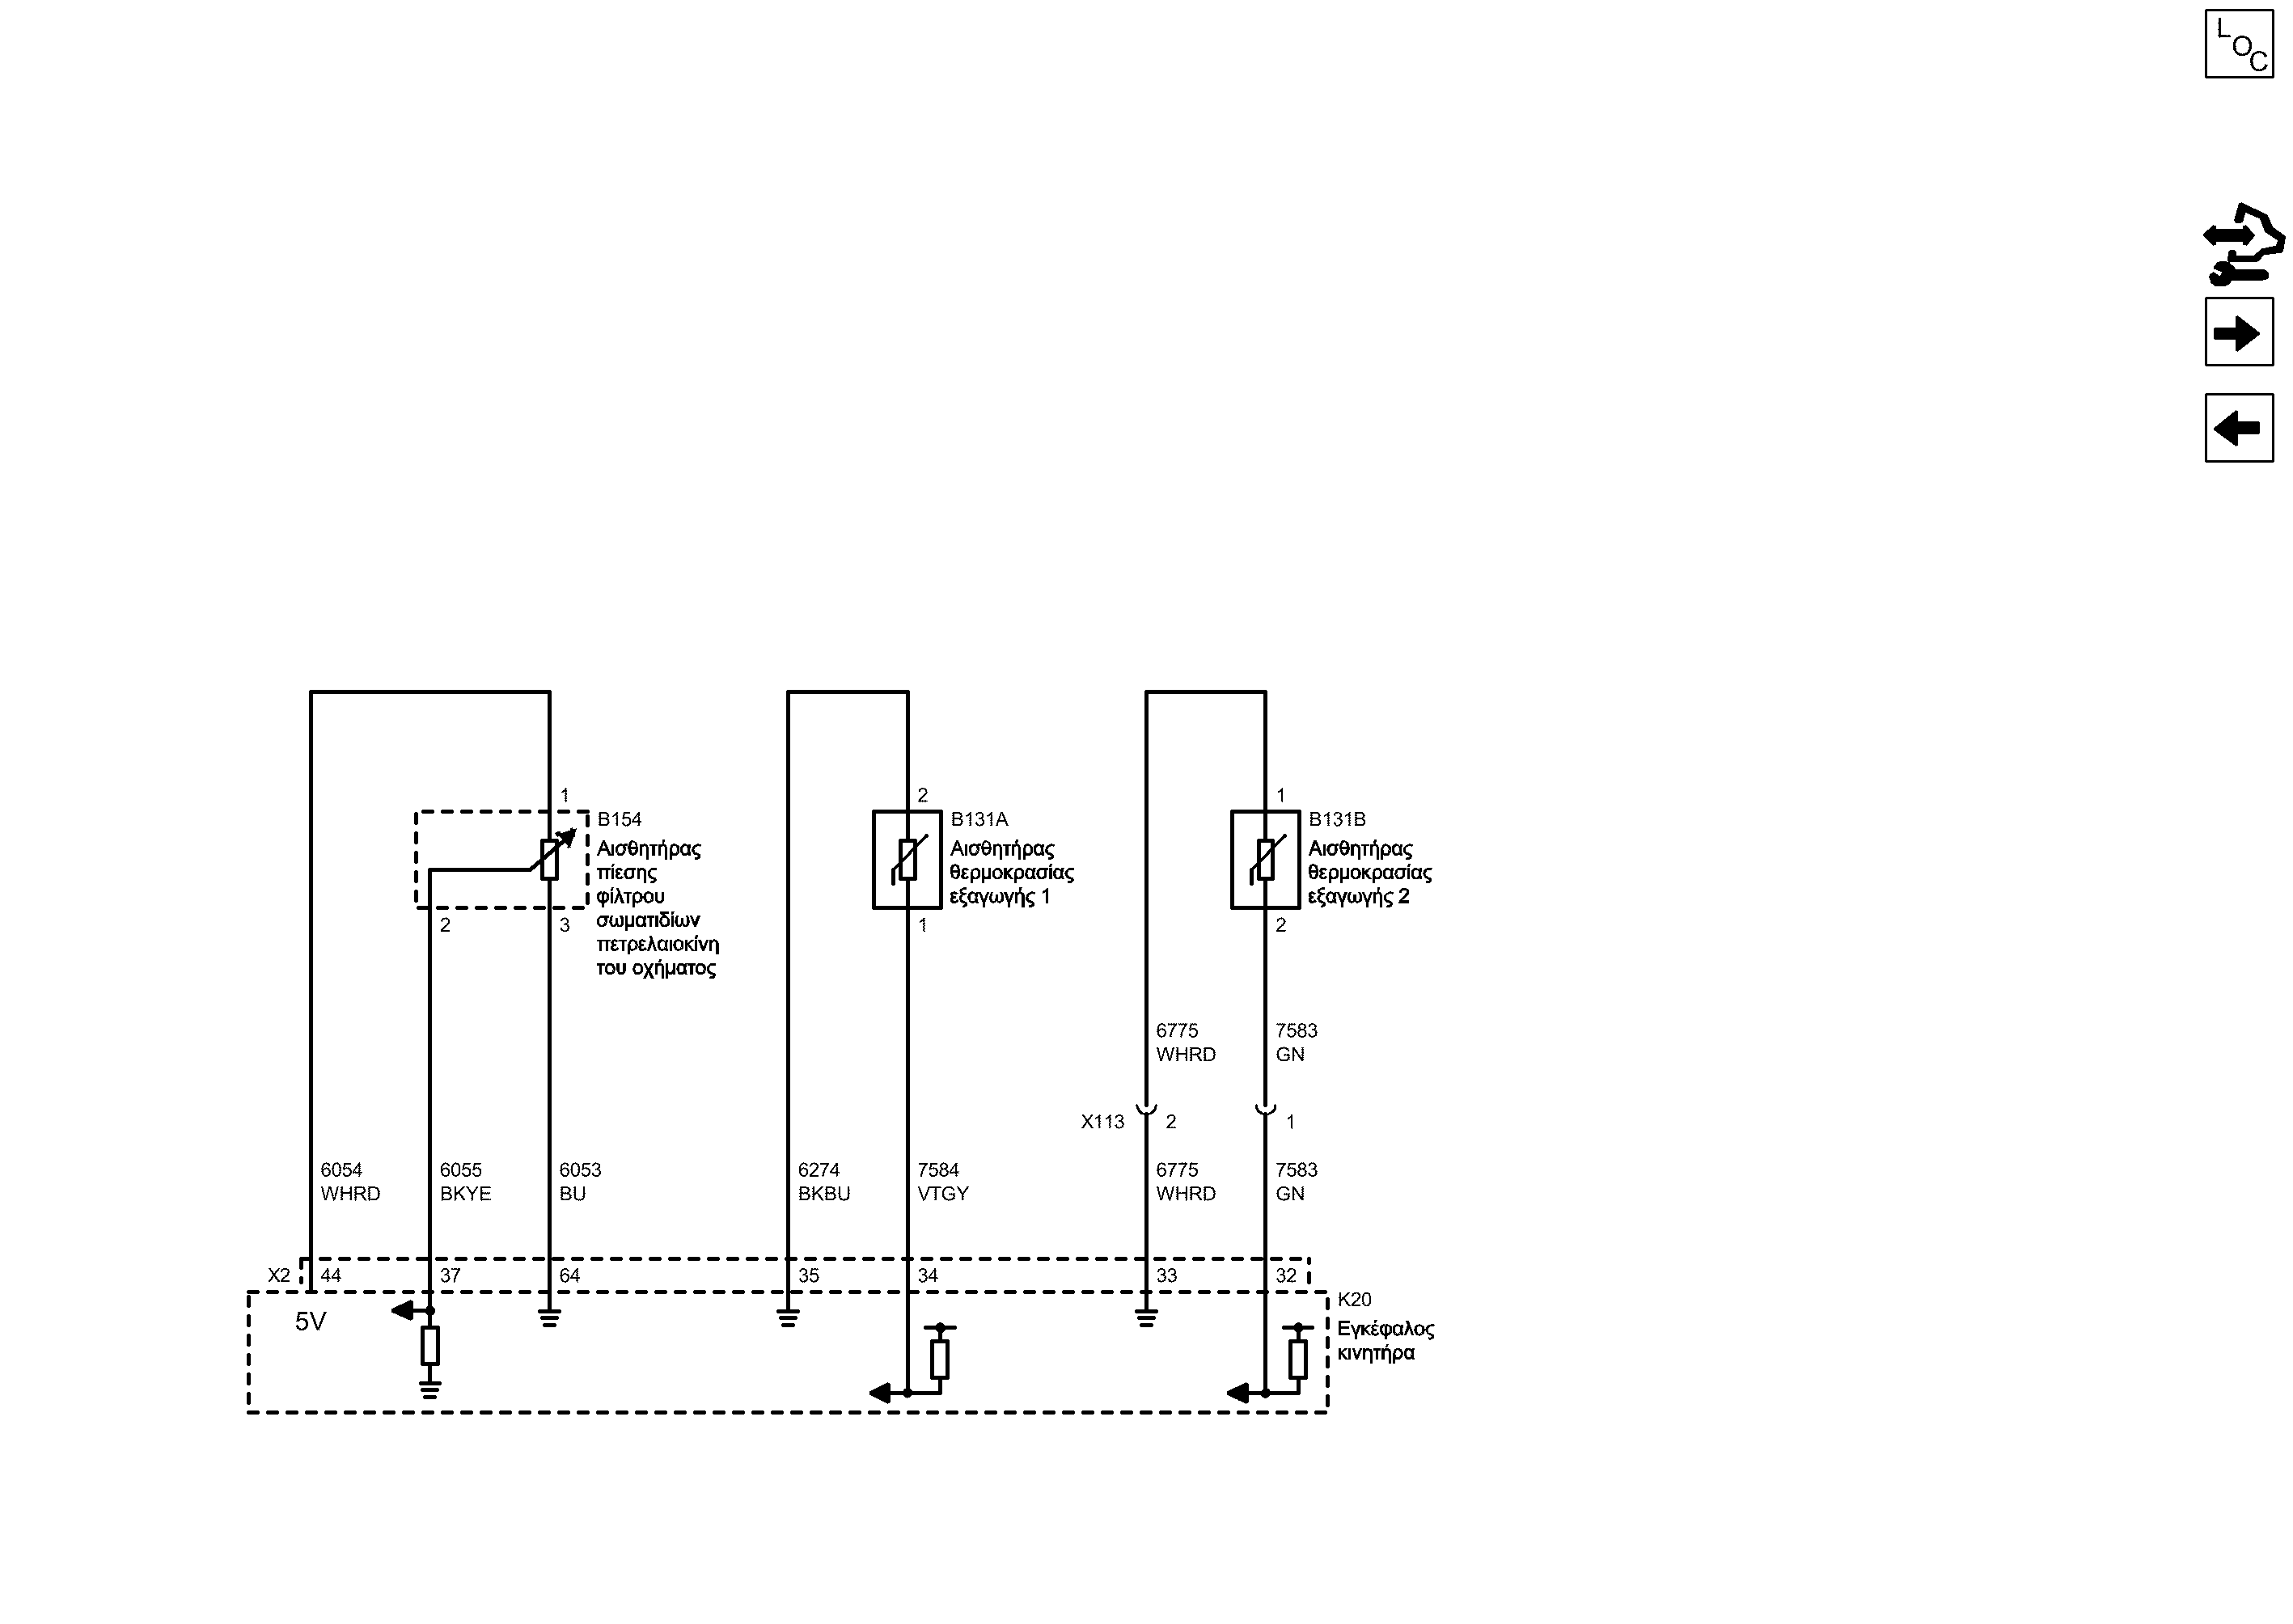 LOC
1
2
1
B154
Αισθητήρας
πίεσης
φίλτρου
σωματιδίων
πετρελαιοκίνη
του οχήματος
B131A
Αισθητήρας
θερμοκρασίας
εξαγωγής 1
B131B
Αισθητήρας
θερμοκρασίας
εξαγωγής 2
2
3
1
2
6775
WHRD
7583
GN
X113
2
1
6054
WHRD
6055
BKYE
6053
BU
6274
BKBU
7584
VTGY
6775
WHRD
7583
GN
X2
44
37
64
35
34
33
32
5V
K20
Εγκέφαλος
κινητήρα